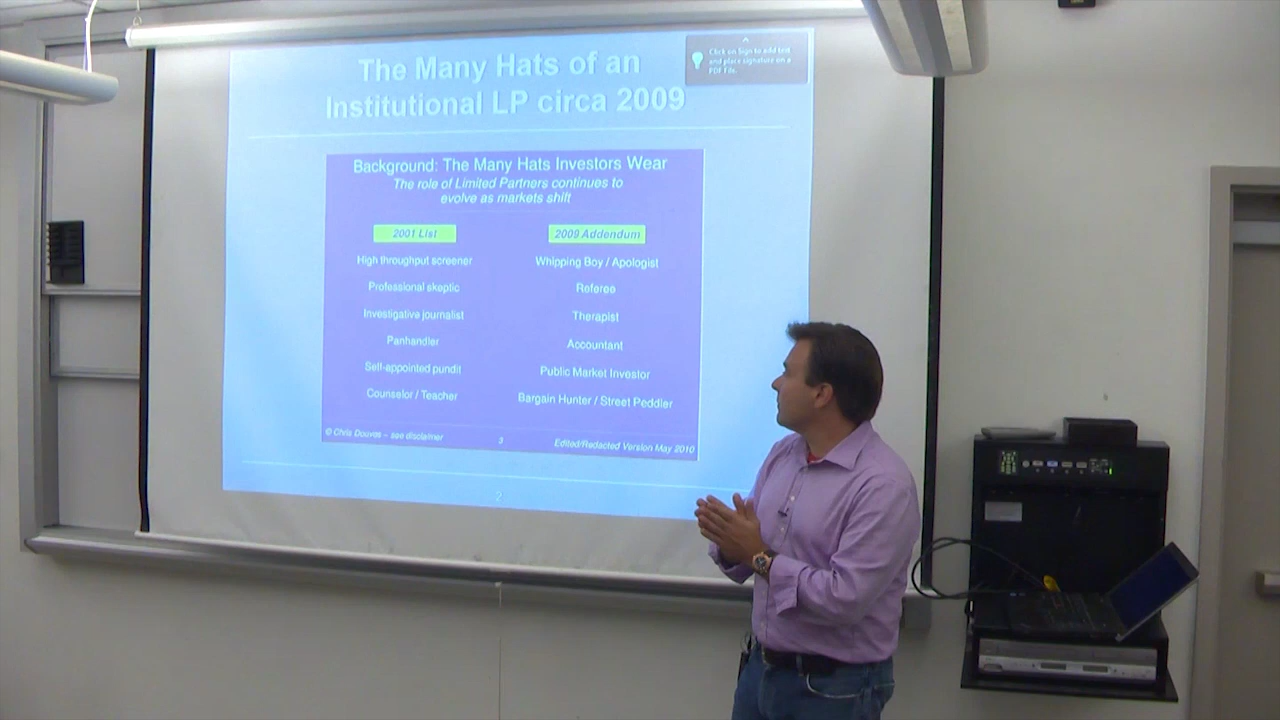 The Many Hats of an
Institutional LP circa 2009
Click on Sign to add text
and place signature on a
PDF File.
Background: The Many Hats Investors Wear
The role of Limited Partners continues to
evolve as markets shift
2001 List
2009 Addendum
High throughput screener
Whipping Boy / Apologist
Professional skeptic
Referee
Investigative journalist
Therapist
Panhandler
Accountant
Self-appointed pundit
Public Market Investor
Counselor / Teacher
Bargain Hunter / Street Peddler
© Chris Douvos – see disclaimer
3
Edited/Redacted Version May 2010
2